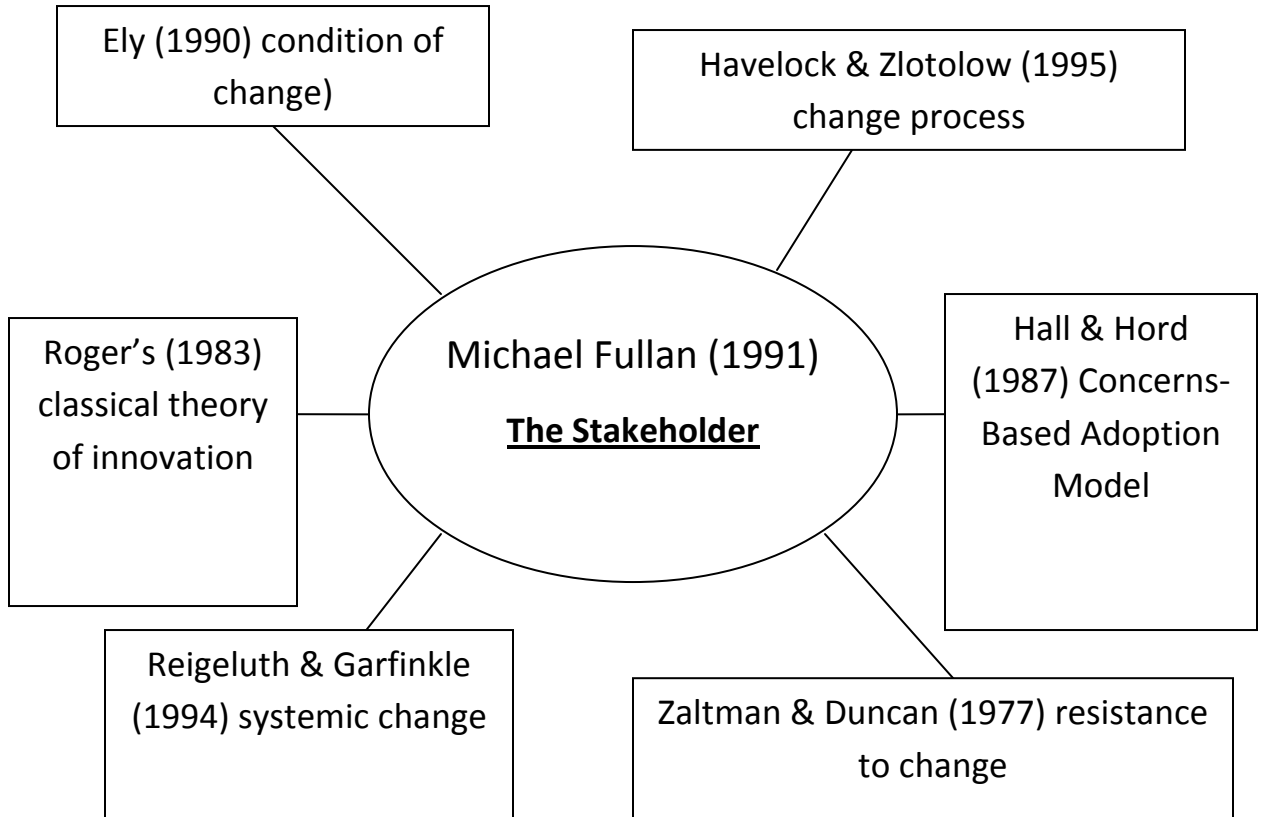 Ely (1990) condition of
change)
Havelock & Zlotolow (1995)
change process
Roger’s (1983)
classical theory
of innovation
Michael Fullan (1991)
The Stakeholder
Hall & Hord
(1987) Concerns-
Based Adoption
Model
Reigeluth & Garfinkle
(1994) systemic change
Zaltman & Duncan (1977) resistance
to change